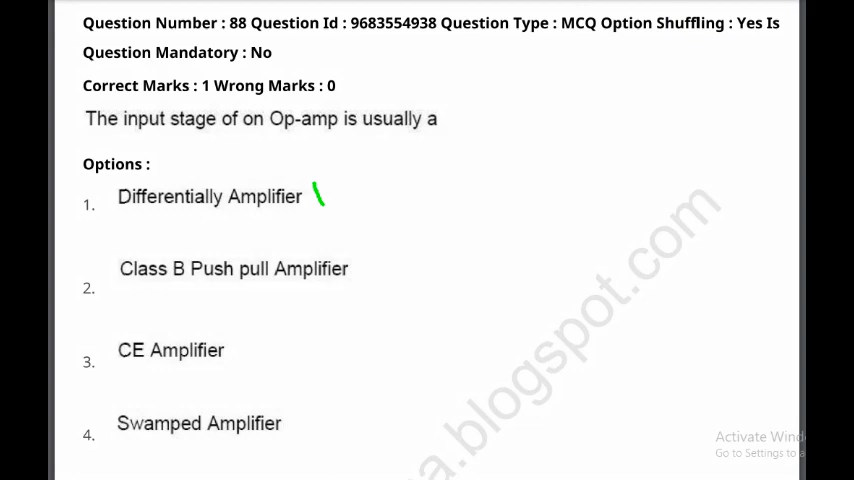 Question Number : 88 Question Id : 9683554938 Question Type : MCQ Option Shuffling : Yes Is
Question Mandatory : No
Correct Marks : 1 Wrong Marks : 0
The input stage of on Op-amp is usually a
Options :
1. Differentially Amplifier
2. Class B Push pull Amplifier
3. CE Amplifier
4. Swamped Amplifier
a.blogspot.com
Activate Wind
Go to Settings to a